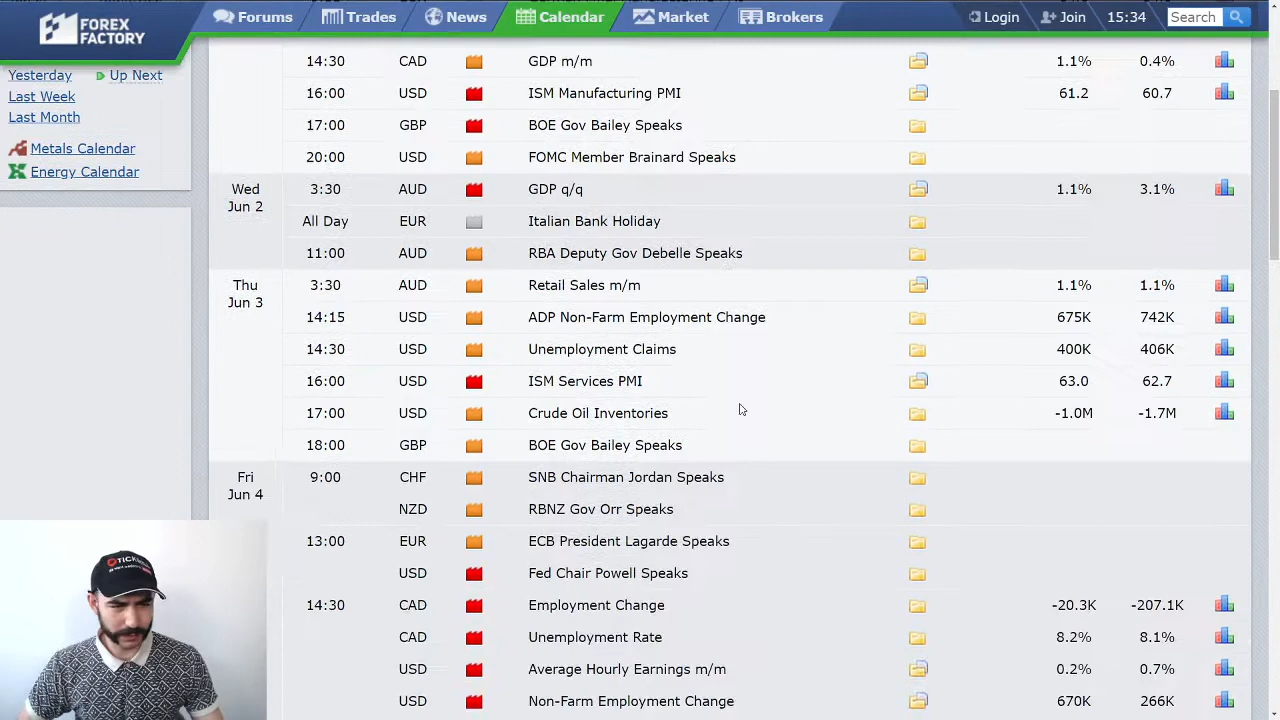 FOREX
FACTORY
Forums
Trades
News
Calendar
Market
Brokers
Login
Join
15:34
Search
Yesterday
Up Next
Last Week
Last Month
Metals Calendar
Energy Calendar
14:30 CAD GDP m/m 1.1% 0.4%
16:00 USD ISM Manufacturing PMI 61.2 60.7
17:00 GBP BOE Gov Bailey Speaks
20:00 USD FOMC Member Brainard Speaks
Wed
Jun 2
3:30 AUD GDP q/q 1.1% 3.1%
All Day EUR Italian Bank Holiday
11:00 AUD RBA Deputy Gov Debelle Speaks
Thu
Jun 3
3:30 AUD Retail Sales m/m 1.1% 1.1%
14:15 USD ADP Non-Farm Employment Change 675K 742K
14:30 USD Unemployment Claims 400K 406K
16:00 USD ISM Services PMI 63.0 62.7
17:00 USD Crude Oil Inventories -1.0M -1.7M
18:00 GBP BOE Gov Bailey Speaks
Fri
Jun 4
9:00 CHF SNB Chairman Jordan Speaks
NZD RBNZ Gov Orr Speaks
13:00 EUR ECB President Lagarde Speaks
USD Fed Chair Powell Speaks
14:30 CAD Employment Change -20.3K -207.1K
CAD Unemployment Rate 8.2% 8.1%
USD Average Hourly Earnings m/m 0.2% 0.7%
USD Non-Farm Employment Change 670K 266K